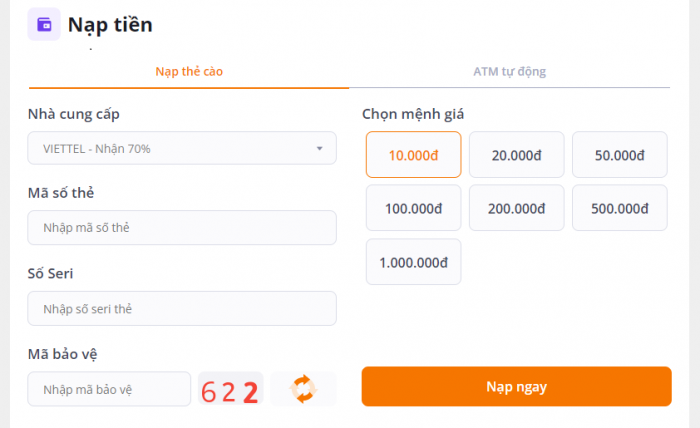 Nạp tiền
Nạp thẻ cào
ATM tự động
Nhà cung cấp
VIETTEL - Nhận 70%
Mã số thẻ
Nhập mã số thẻ
Số Seri
Nhập số seri thẻ
Mã bảo vệ
Nhập mã bảo vệ
622
Chọn mệnh giá
10.000đ
20.000đ
50.000đ
100.000đ
200.000đ
500.000đ
1.000.000đ
Nạp ngay